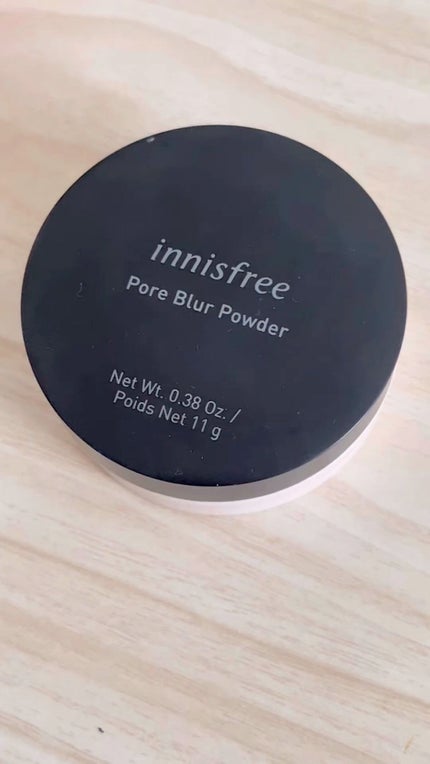 innisfree
Pore Blur Powder
Net Wt. 0.38 Oz. /
Poids Net 11 g